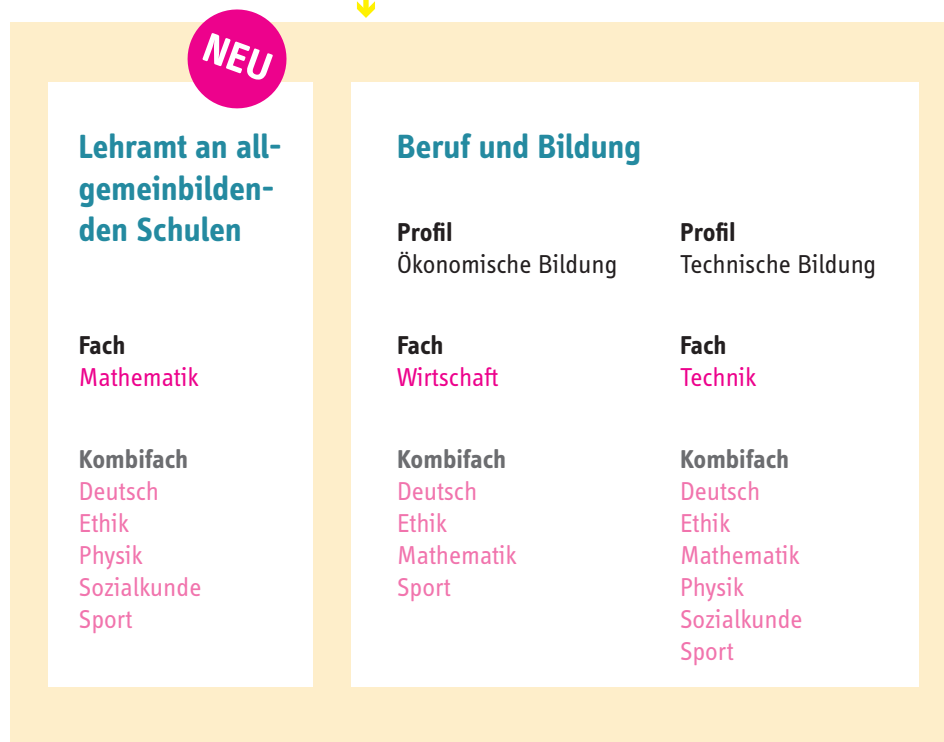 NEU
Lehramt an all-
gemeinbilden-
den Schulen
Fach
Mathematik
Kombifach
Deutsch
Ethik
Physik
Sozialkunde
Sport
Beruf und Bildung
Profil
Ökonomische Bildung
Fach
Wirtschaft
Kombifach
Deutsch
Ethik
Mathematik
Sport
Profil
Technische Bildung
Fach
Technik
Kombifach
Deutsch
Ethik
Mathematik
Physik
Sozialkunde
Sport